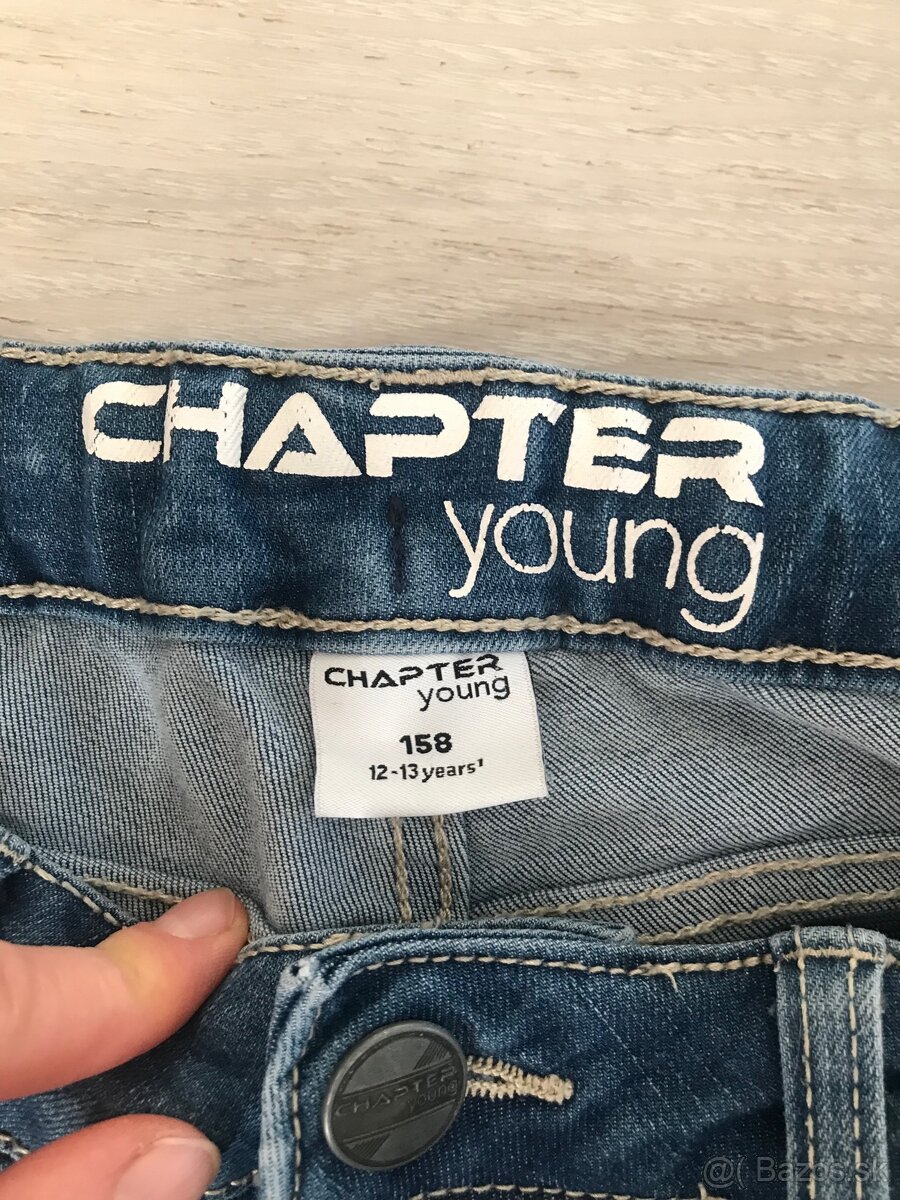 CHAPTER
young
CHAPTER
young
158
12-13 years¹
CHAPTER
young
@( Bazos.sk